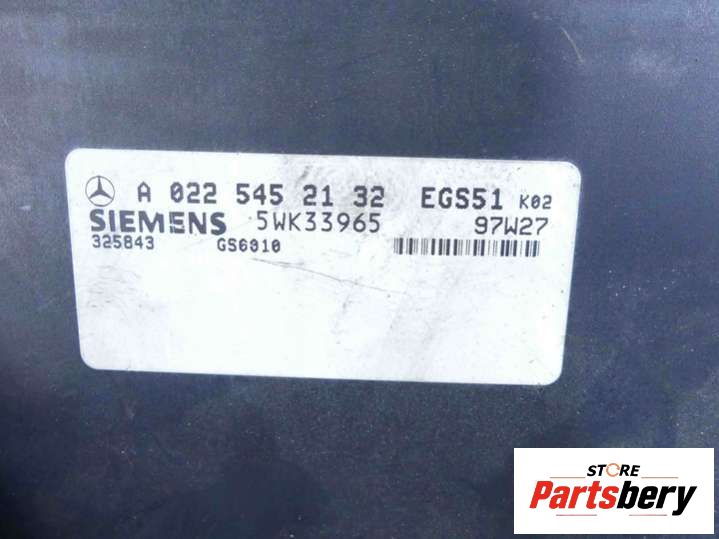 A 022 545 21 32 EGS51 K02
SIEMENS 5WK33965 97W27
325843 GS6010
STORE
Partsbery